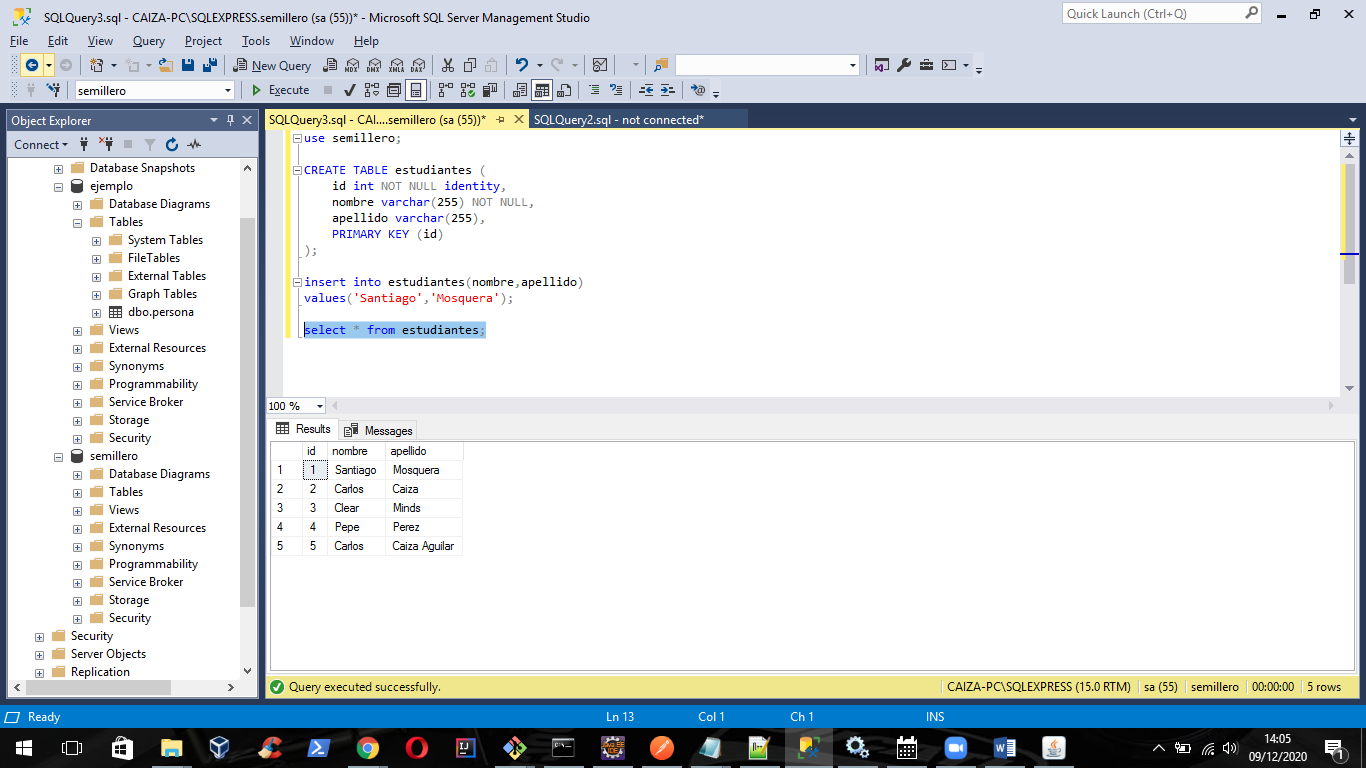 SQLQuery3.sql - CAIZA-PC\SQLEXPRESS.semillero (sa (55))* - Microsoft SQL Server Management Studio
Quick Launch (Ctrl+Q)
File Edit View Query Project Tools Window Help
New Query MDX DMX XMLA DAX
semillero Execute
Object Explorer
SQLQuery3.sql - CAI....semillero (sa (55))* SQLQuery2.sql - not connected*
Connect
Database Snapshots
ejemplo
Database Diagrams
Tables
System Tables
FileTables
External Tables
Graph Tables
dbo.persona
Views
External Resources
Synonyms
Programmability
Service Broker
Storage
Security
semillero
Database Diagrams
Tables
Views
External Resources
Synonyms
Programmability
Service Broker
Storage
Security
Security
Server Objects
Replication
use semillero;
CREATE TABLE estudiantes (
id int NOT NULL identity,
nombre varchar(255) NOT NULL,
apellido varchar(255),
PRIMARY KEY (id)
);
insert into estudiantes(nombre,apellido)
values('Santiago','Mosquera');
select * from estudiantes;
100 %
Results Messages
id nombre apellido
1 1 Santiago Mosquera
2 2 Carlos Caiza
3 3 Clear Minds
4 4 Pepe Perez
5 5 Carlos Caiza Aguilar
Query executed successfully. CAIZA-PC\SQLEXPRESS (15.0 RTM) sa (55) semillero 00:00:00 5 rows
Ready Ln 13 Col 1 Ch 1 INS
14:05
09/12/2020
1